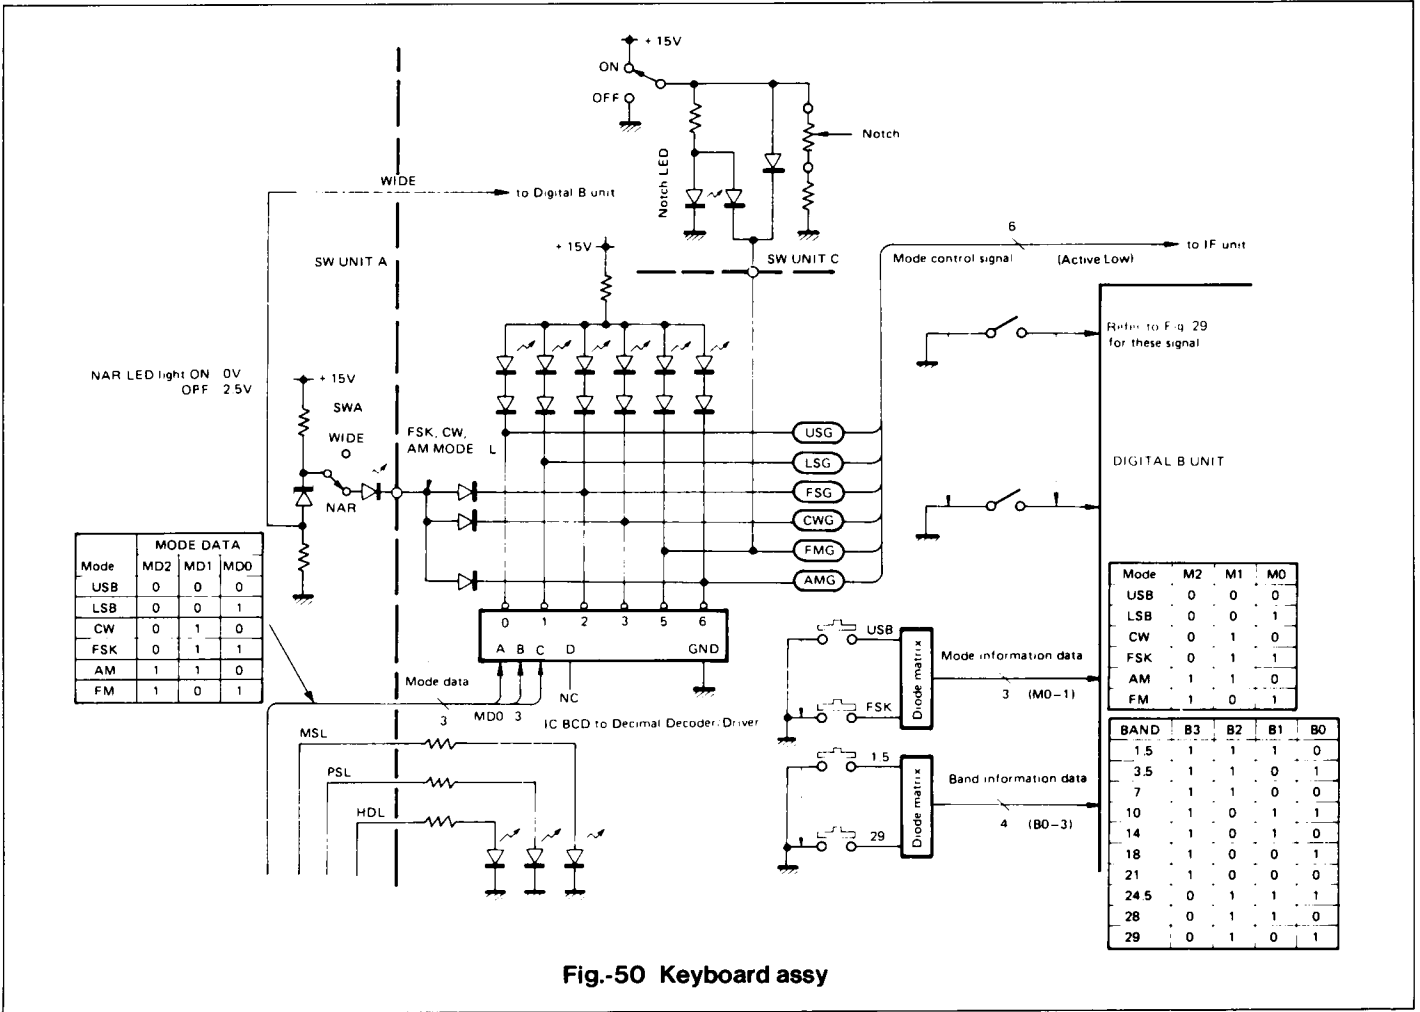 + 15V
ON
OFF
Notch
Notch LED
WIDE
to Digital B unit
+ 15V
SW UNIT A
SW UNIT C
6
Mode control signal
(Active Low)
to IF unit
Refer to Fig. 29
for these signal
NAR LED light ON 0V
OFF 2.5V
+ 15V
SWA
WIDE
NAR
FSK, CW,
AM MODE L
USG
LSG
FSG
CWG
FMG
AMG
DIGITAL B UNIT
MODE DATA
Mode MD2 MD1 MD0
USB 0 0 0
LSB 0 0 1
CW 0 1 0
FSK 0 1 1
AM 1 1 0
FM 1 0 1
0 1 2 3 5 6
A B C D GND
NC
Mode data
3
MD0 3
IC BCD to Decimal Decoder/Driver
MSL
PSL
HDL
USB
FSK
Diode matrix
Mode information data
3 (M0-1)
1.5
29
Diode matrix
Band information data
4 (B0-3)
Mode M2 M1 M0
USB 0 0 0
LSB 0 0 1
CW 0 1 0
FSK 0 1 1
AM 1 1 0
FM 1 0 1
BAND B3 B2 B1 B0
1.5 1 1 1 0
3.5 1 1 0 1
7 1 1 0 0
10 1 0 1 1
14 1 0 1 0
18 1 0 0 1
21 1 0 0 0
24.5 0 1 1 1
28 0 1 1 0
29 0 1 0 1
Fig.-50 Keyboard assy